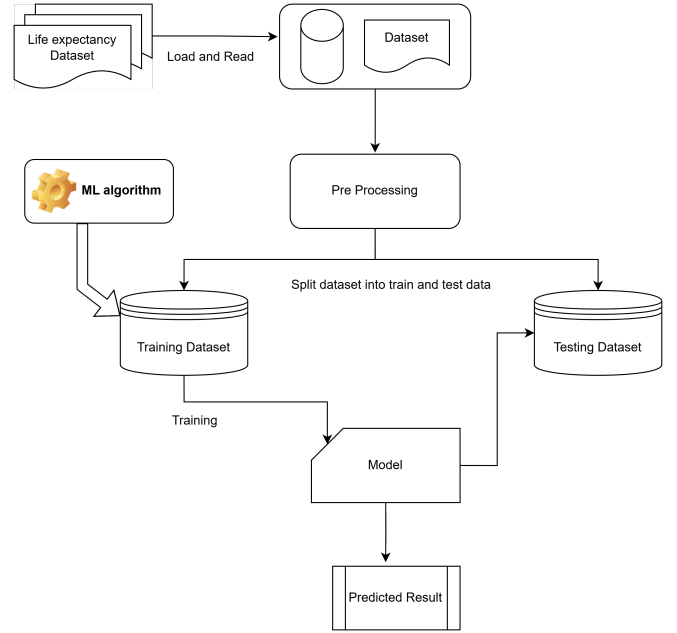 Life expectancy
Dataset
Load and Read
Dataset
ML algorithm
Pre Processing
Split dataset into train and test data
Training Dataset
Testing Dataset
Training
Model
Predicted Result